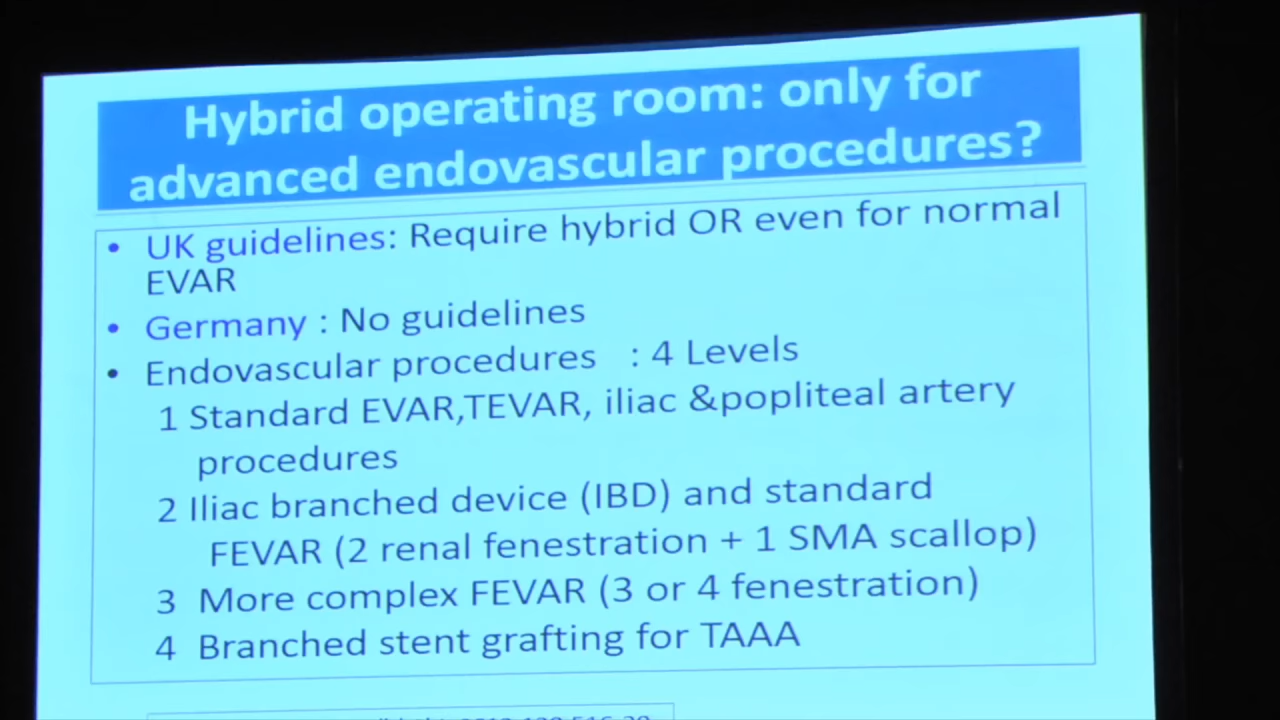 Hybrid operating room: only for
advanced endovascular procedures?
• UK guidelines: Require hybrid OR even for normal
EVAR
• Germany : No guidelines
• Endovascular procedures : 4 Levels
1 Standard EVAR,TEVAR, iliac &popliteal artery
procedures
2 Iliac branched device (IBD) and standard
FEVAR (2 renal fenestration + 1 SMA scallop)
3 More complex FEVAR (3 or 4 fenestration)
4 Branched stent grafting for TAAA